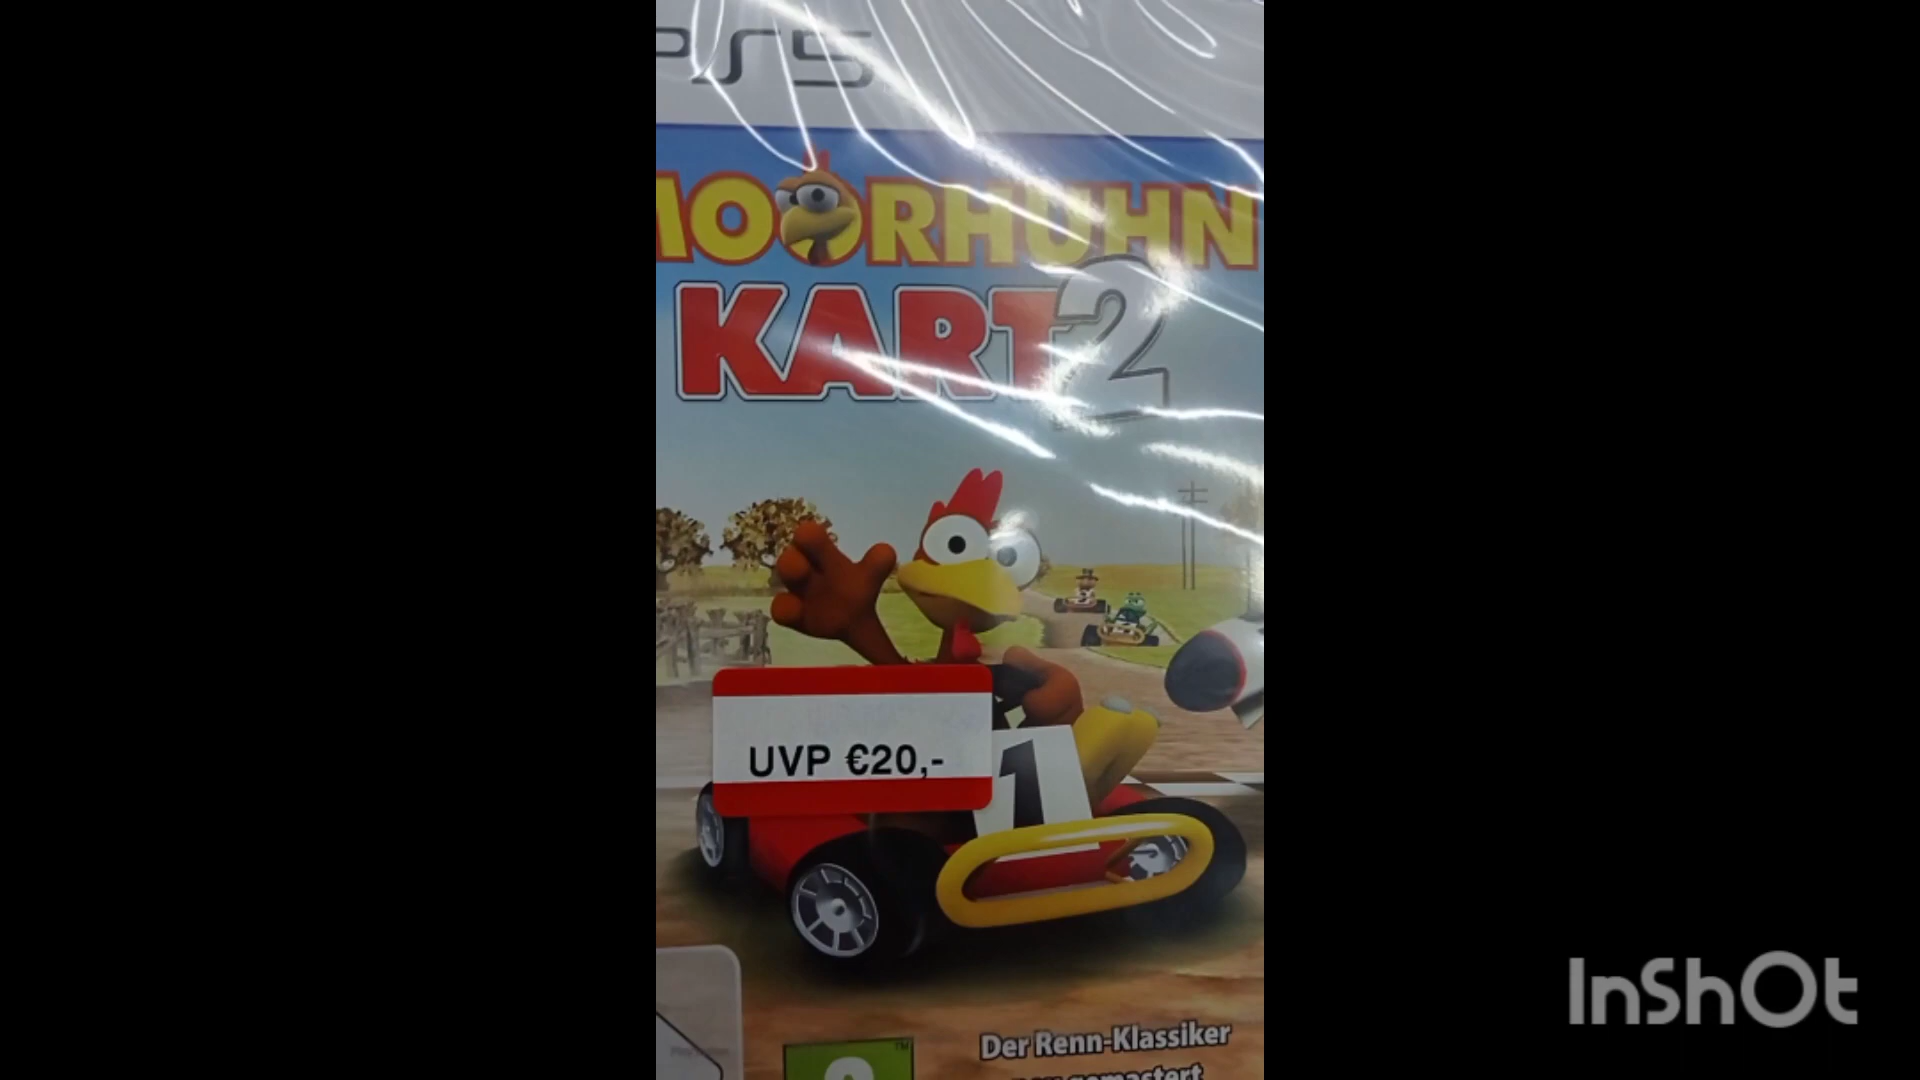 PS5
MOORHUHN
KART 2
UVP €20,-
1
Der Renn-Klassiker
InShOt